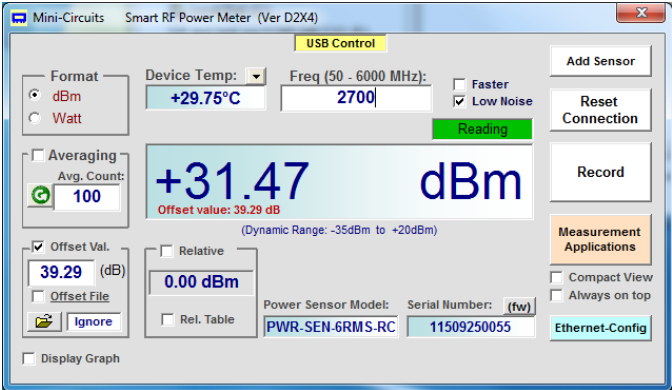 Mini-Circuits Smart RF Power Meter (Ver D2X4)
USB Control
Add Sensor
Format
dBm
Watt
Device Temp:
+29.75°C
Freq (50 - 6000 MHz):
2700
Faster
Low Noise
Reset
Connection
Reading
Averaging
Avg. Count:
100
+31.47 dBm
Offset value: 39.29 dB
Record
(Dynamic Range: -35dBm to +20dBm)
Measurement
Applications
Offset Val.
39.29 (dB)
Offset File
Ignore
Relative
0.00 dBm
Rel. Table
Power Sensor Model:
PWR-SEN-6RMS-RC
Serial Number: (fw)
11509250055
Compact View
Always on top
Ethernet-Config
Display Graph